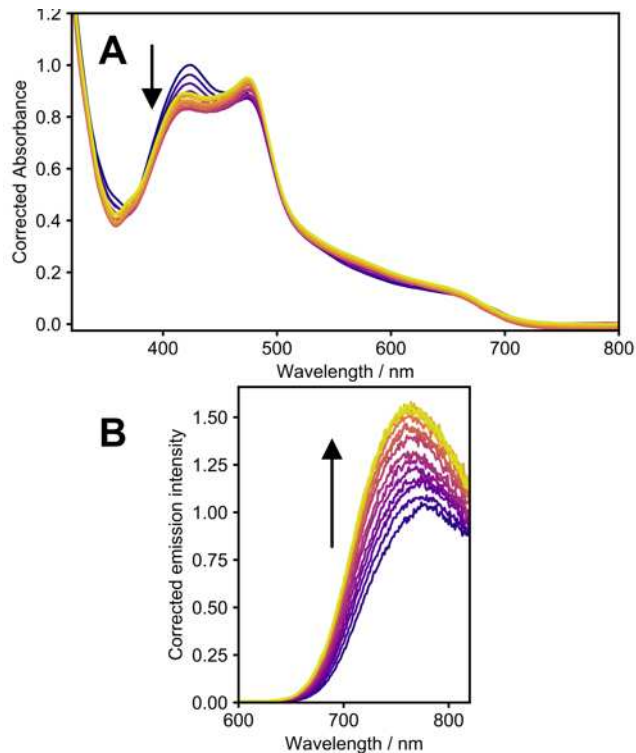 A
1.2
1.0
0.8
0.6
0.4
0.2
0.0
Corrected Absorbance
400 500 600 700 800
Wavelength / nm
B
1.50
1.25
1.00
0.75
0.50
0.25
0.00
Corrected emission intensity
600 700 800
Wavelength / nm